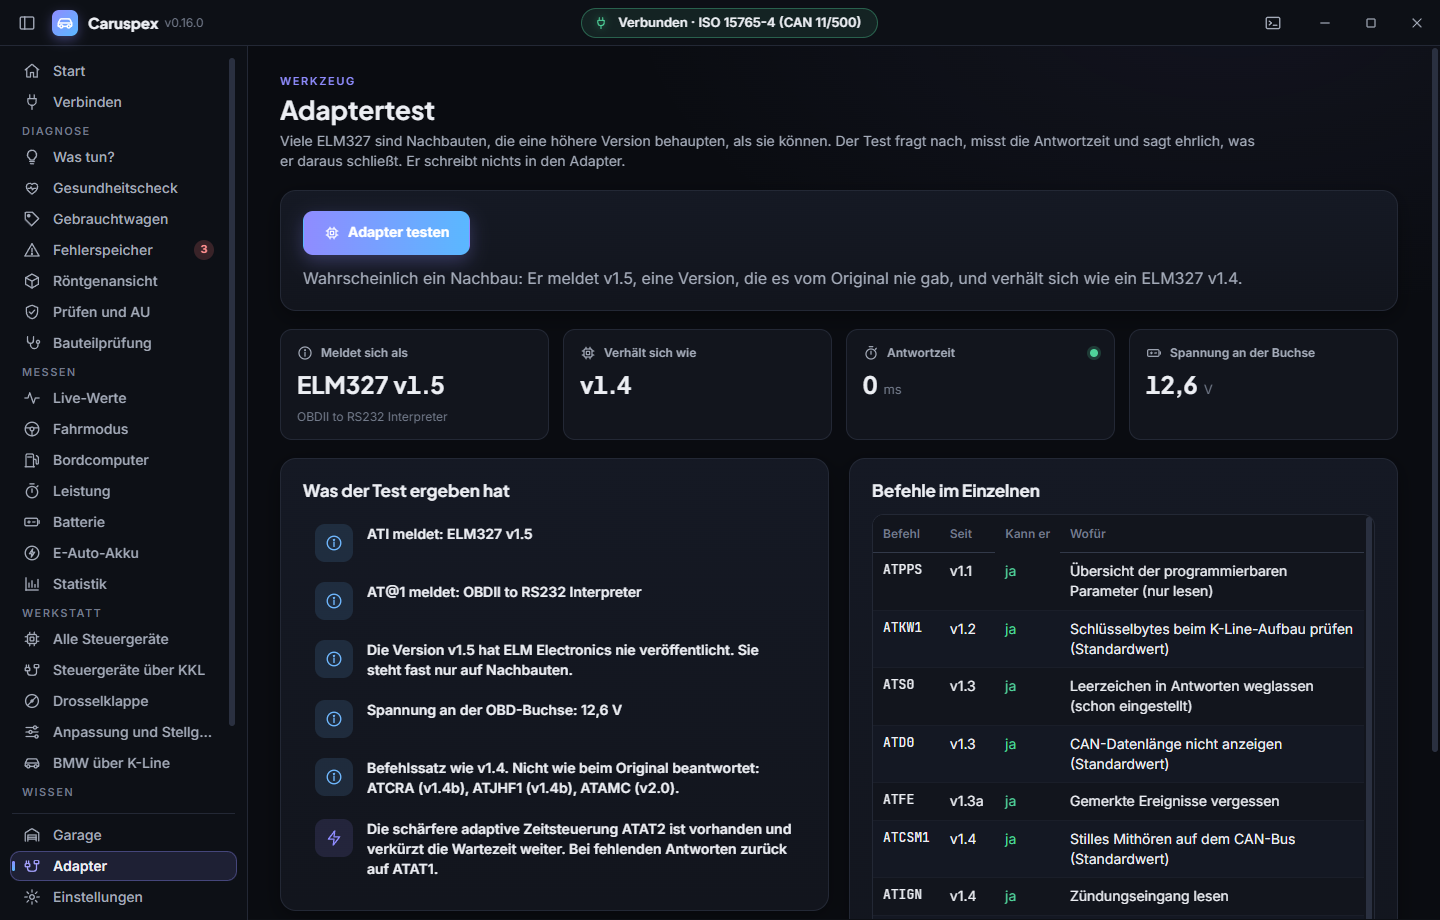 Caruspex v0.16.0
Verbunden · ISO 15765-4 (CAN 11/500)
Start
Verbinden
DIAGNOSE
Was tun?
Gesundheitscheck
Gebrauchtwagen
Fehlerspeicher 3
Röntgenansicht
Prüfen und AU
Bauteilprüfung
MESSEN
Live-Werte
Fahrmodus
Bordcomputer
Leistung
Batterie
E-Auto-Akku
Statistik
WERKSTATT
Alle Steuergeräte
Steuergeräte über KKL
Drosselklappe
Anpassung und Stellg...
BMW über K-Line
WISSEN
Garage
Adapter
Einstellungen
WERKZEUG
Adaptertest
Viele ELM327 sind Nachbauten, die eine höhere Version behaupten, als sie können. Der Test fragt nach, misst die Antwortzeit und sagt ehrlich, was
er daraus schließt. Er schreibt nichts in den Adapter.
Adapter testen
Wahrscheinlich ein Nachbau: Er meldet v1.5, eine Version, die es vom Original nie gab, und verhält sich wie ein ELM327 v1.4.
Meldet sich als
ELM327 v1.5
OBDII to RS232 Interpreter
Verhält sich wie
v1.4
Antwortzeit
0 ms
Spannung an der Buchse
12,6 V
Was der Test ergeben hat
ATI meldet: ELM327 v1.5
AT@1 meldet: OBDII to RS232 Interpreter
Die Version v1.5 hat ELM Electronics nie veröffentlicht. Sie
steht fast nur auf Nachbauten.
Spannung an der OBD-Buchse: 12,6 V
Befehlssatz wie v1.4. Nicht wie beim Original beantwortet:
ATCRA (v1.4b), ATJHF1 (v1.4b), ATAMC (v2.0).
Die schärfere adaptive Zeitsteuerung ATAT2 ist vorhanden und
verkürzt die Wartezeit weiter. Bei fehlenden Antworten zurück
auf ATAT1.
Befehle im Einzelnen
Befehl Seit Kann er Wofür
ATPPS v1.1 ja Übersicht der programmierbaren
Parameter (nur lesen)
ATKW1 v1.2 ja Schlüsselbytes beim K-Line-Aufbau prüfen
(Standardwert)
ATS0 v1.3 ja Leerzeichen in Antworten weglassen
(schon eingestellt)
ATD0 v1.3 ja CAN-Datenlänge nicht anzeigen
(Standardwert)
ATFE v1.3a ja Gemerkte Ereignisse vergessen
ATCSM1 v1.4 ja Stilles Mithören auf dem CAN-Bus
(Standardwert)
ATIGN v1.4 ja Zündungseingang lesen